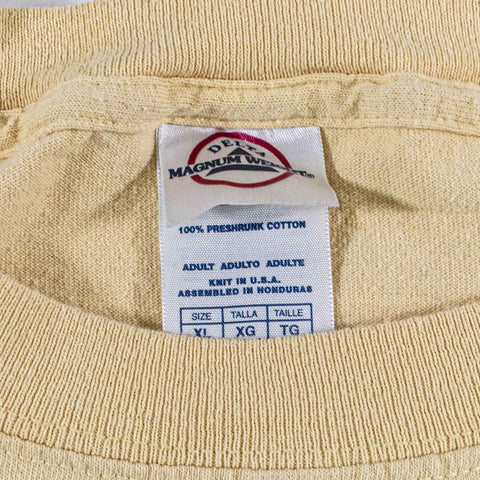 DELTA
MAGNUM WEIGHT®
100% PRESHRUNK COTTON
ADULT ADULTO ADULTE
KNIT IN U.S.A.
ASSEMBLED IN HONDURAS
SIZE TALLA TAILLE
XL XG TG